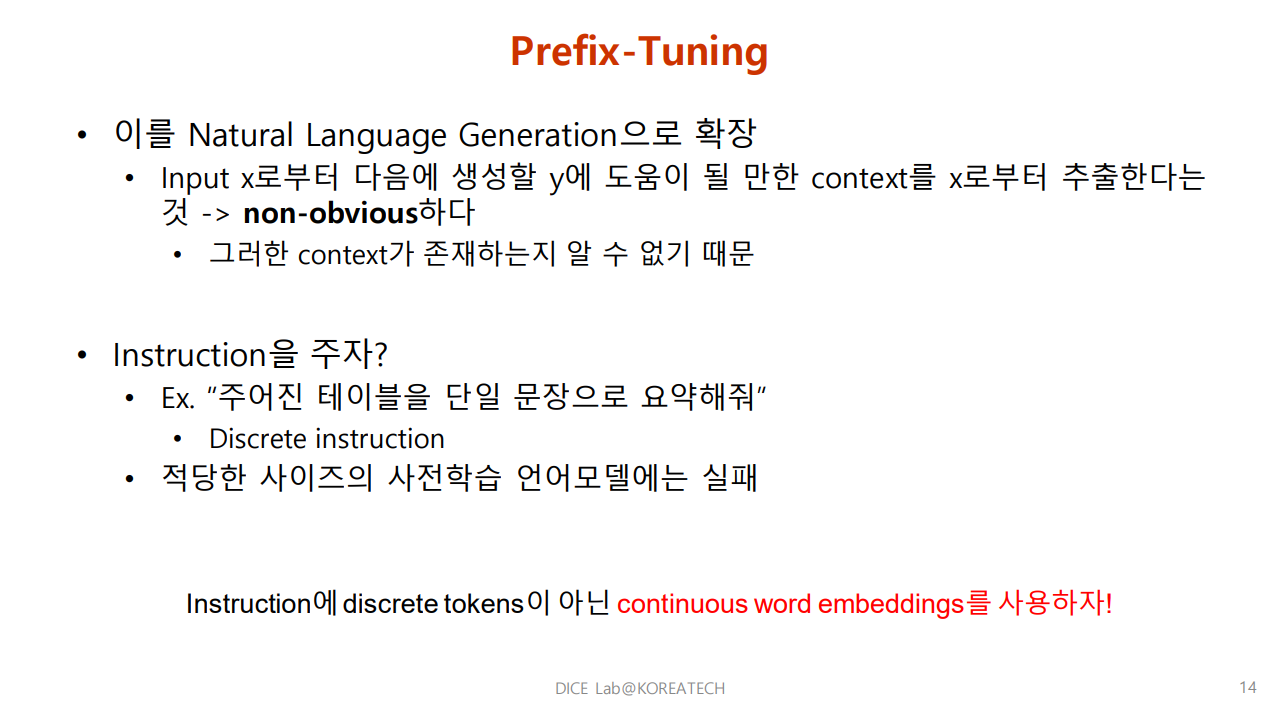 Prefix-Tuning
• 이를 Natural Language Generation으로 확장
• Input x로부터 다음에 생성할 y에 도움이 될 만한 context를 x로부터 추출한다는
것 -> non-obvious하다
• 그러한 context가 존재하는지 알 수 없기 때문
• Instruction을 주자?
• Ex. "주어진 테이블을 단일 문장으로 요약해줘"
• Discrete instruction
• 적당한 사이즈의 사전학습 언어모델에는 실패
Instruction에 discrete tokens이 아닌 continuous word embeddings를 사용하자!
DICE Lab@KOREATECH
14